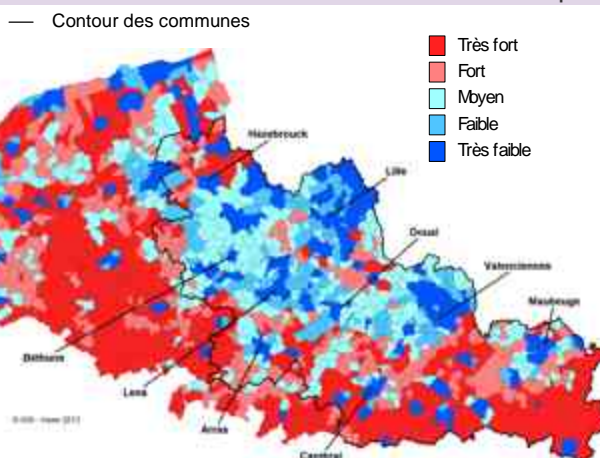 Contour des communes
Très fort
Fort
Moyen
Faible
Très faible
Hazebrouck
Lille
Douai
Valenciennes
Maubeuge
Béthune
Lens
Arras
Cambrai